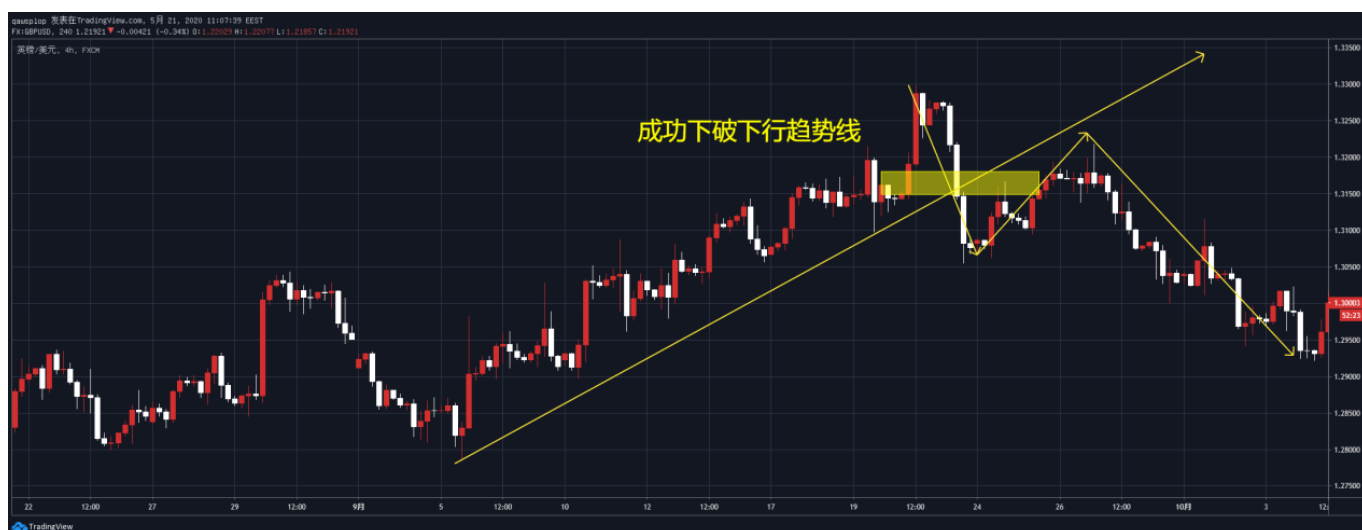 qawsplop 发表在TradingView.com, 5月 21, 2020 11:07:39 EEST
FX:GBPUSD, 240 1.21921▼ -0.00421 (-0.34%) O:1.22029 H:1.22077 L:1.21857 C:1.21921
英镑/美元, 4h, FXCM
成功下破下行趋势线
1.33500
1.33000
1.32500
1.32000
1.31500
1.31000
1.30500
1.30003
52:23
1.29500
1.29000
1.28500
1.28000
1.27500
22 12:00 27 29 12:00 9月 5 12:00 10 12 12:00 17 19 12:00 24 26 12:00 10月 3 12:
TradingView